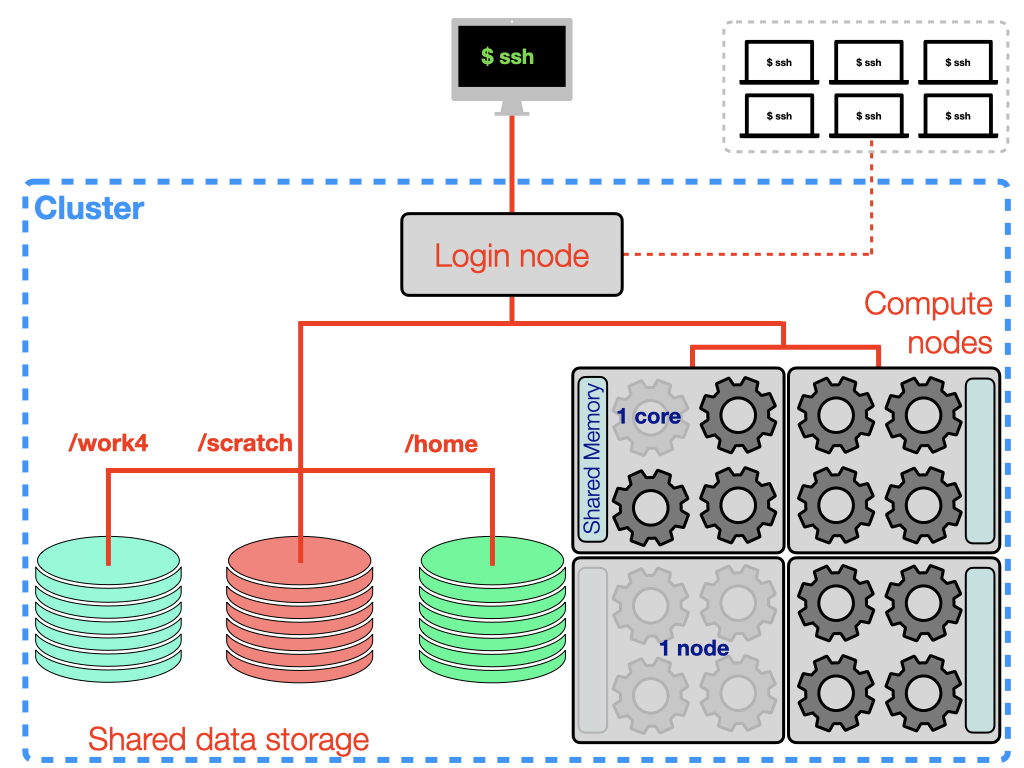 $ ssh
$ ssh
$ ssh
$ ssh
$ ssh
$ ssh
$ ssh
Cluster
Login node
Compute
nodes
/work4
/scratch
/home
Shared Memory
1 core
1 node
Shared data storage